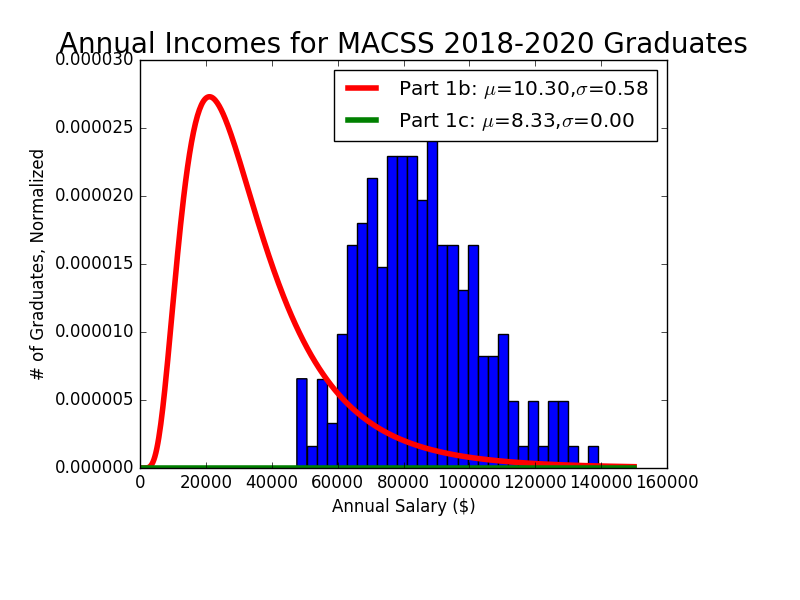 Annual Incomes for MACSS 2018-2020 Graduates
0.000030
0.000025
0.000020
0.000015
0.000010
0.000005
0.000000
# of Graduates, Normalized
Part 1b: μ=10.30,σ=0.58
Part 1c: μ=8.33,σ=0.00
0 20000 40000 60000 80000 100000 120000 140000 160000
Annual Salary ($)